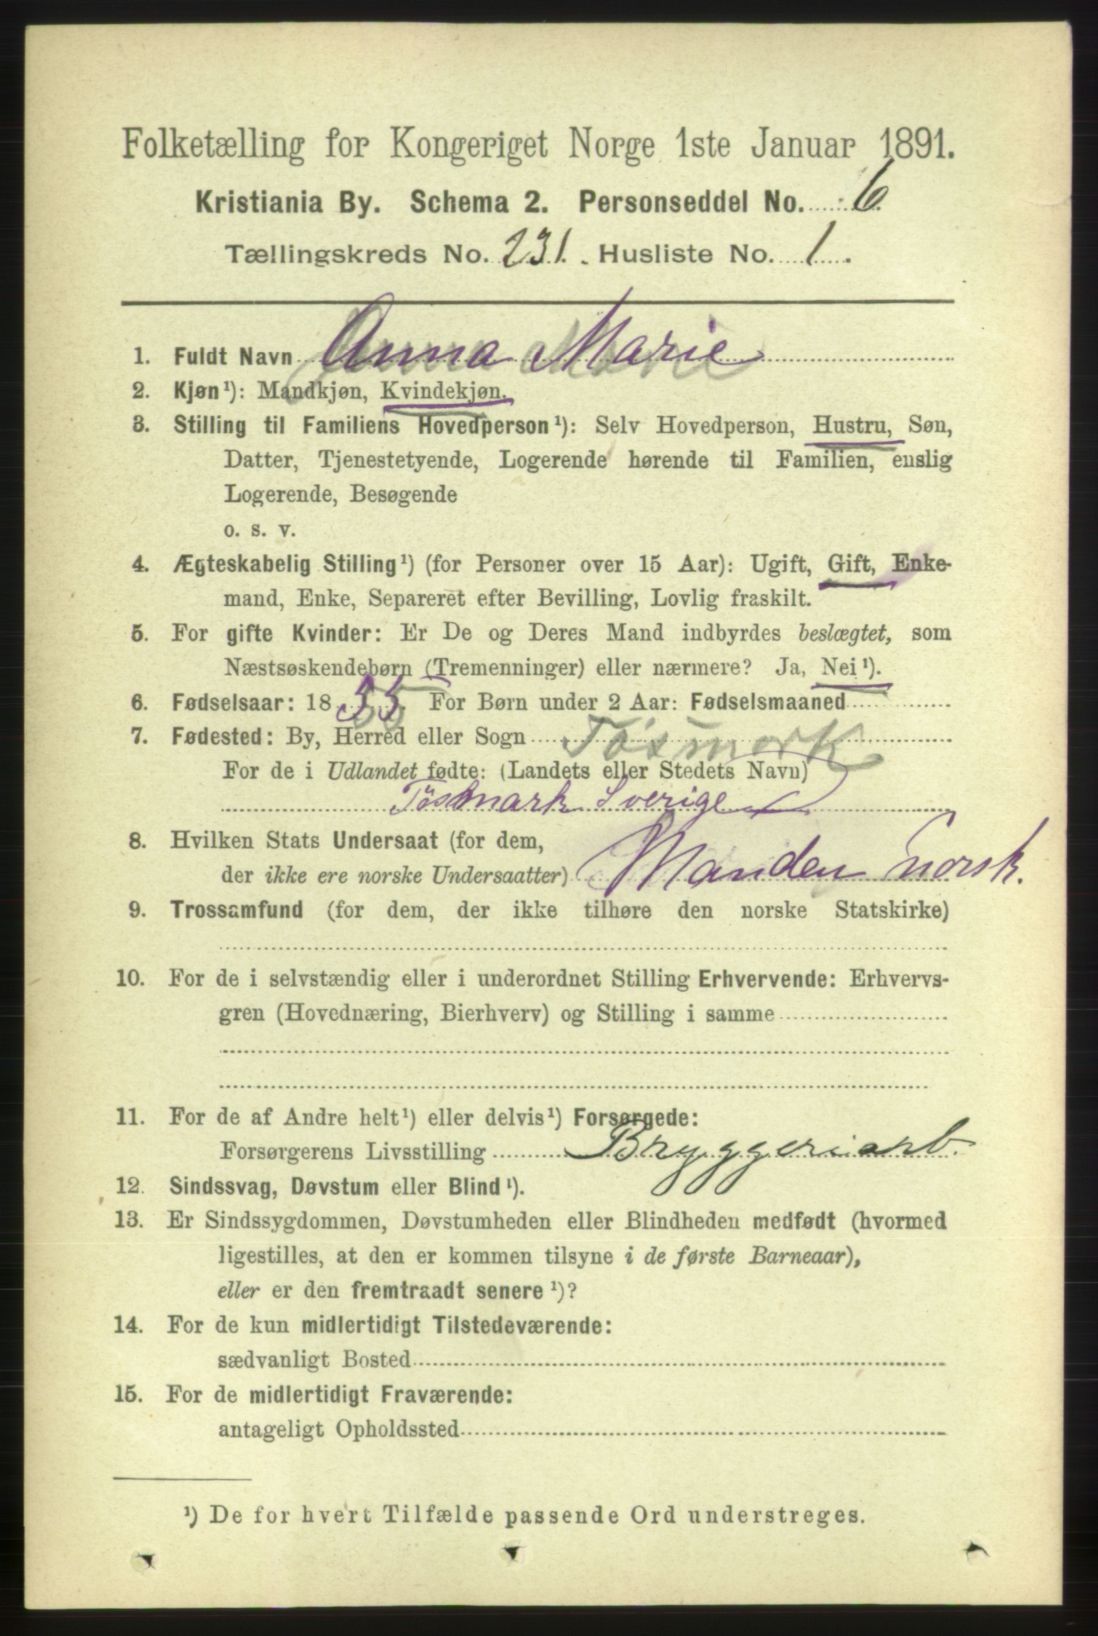 Folketælling for Kongeriget Norge 1ste Januar 1891.
Kristiania By. Schema 2. Personseddel No. 6
Tællingskreds No. 231. Husliste No. 1.
1. Fuldt Navn Anna Marie
2. Kjøn¹): Mandkjøn, Kvindekjøn.
3. Stilling til Familiens Hovedperson¹): Selv Hovedperson, Hustru, Søn,
Datter, Tjenestetyende, Logerende hørende til Familien, enslig
Logerende, Besøgende
o. s. v.
4. Ægteskabelig Stilling¹) (for Personer over 15 Aar): Ugift, Gift, Enke-
mand, Enke, Separeret efter Bevilling, Lovlig fraskilt.
5. For gifte Kvinder: Er De og Deres Mand indbyrdes beslægtet, som
Næstsøskendebørn (Tremenninger) eller nærmere? Ja, Nei¹).
6. Fødselsaar: 1855 For Børn under 2 Aar: Fødselsmaaned
7. Fødested: By, Herred eller Sogn Tøsmork
For de i Udlandet fødte: (Landets eller Stedets Navn)
Tøsmark Sverige
8. Hvilken Stats Undersaat (for dem,
der ikke ere norske Undersaatter) Manden norsk.
9. Trossamfund (for dem, der ikke tilhøre den norske Statskirke)
10. For de i selvstændig eller i underordnet Stilling Erhvervende: Erhvervs-
gren (Hovednæring, Bierhverv) og Stilling i samme
11. For de af Andre helt¹) eller delvis¹) Forsørgede:
Forsørgerens Livsstilling Bryggeriarb.
12. Sindssvag, Døvstum eller Blind¹).
13. Er Sindssygdommen, Døvstumheden eller Blindheden medfødt (hvormed
ligestilles, at den er kommen tilsyne i de første Barneaar),
eller er den fremtraadt senere¹)?
14. For de kun midlertidigt Tilstedeværende:
sædvanligt Bosted
15. For de midlertidigt Fraværende:
antageligt Opholdssted
¹) De for hvert Tilfælde passende Ord understreges.